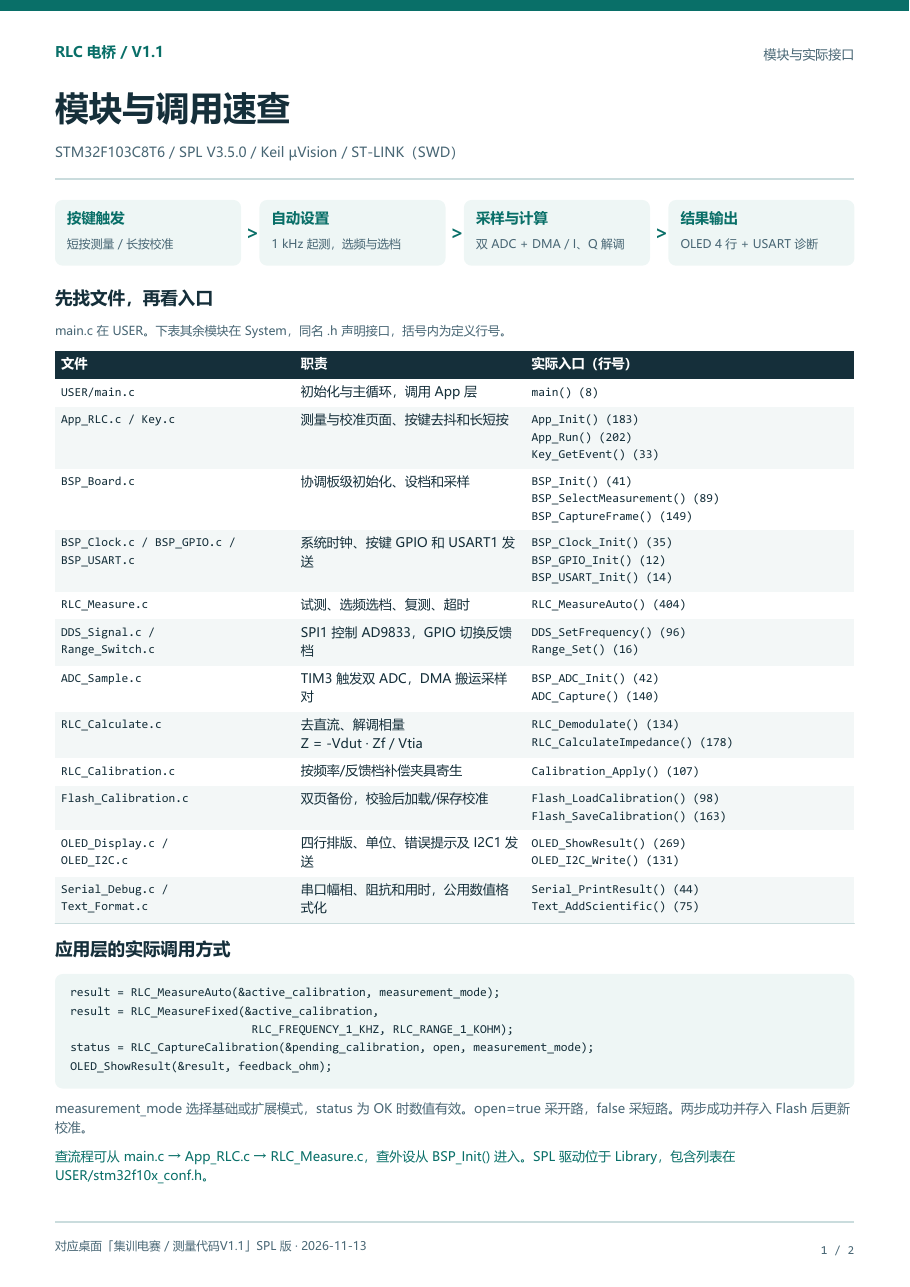 RLC 电桥 / V1.1
模块与实际接口
模块与调用速查
STM32F103C8T6 / SPL V3.5.0 / Keil μVision / ST-LINK（SWD）
按键触发
短按测量 / 长按校准
>
自动设置
1 kHz 起测，选频与选档
>
采样与计算
双 ADC + DMA / I、Q 解调
>
结果输出
OLED 4 行 + USART 诊断
先找文件，再看入口
main.c 在 USER。下表其余模块在 System，同名 .h 声明接口，括号内为定义行号。
文件 职责 实际入口（行号）
USER/main.c 初始化与主循环，调用 App 层 main() (8)
App_RLC.c / Key.c 测量与校准页面、按键去抖和长短按 App_Init() (183)
App_Run() (202)
Key_GetEvent() (33)
BSP_Board.c 协调板级初始化、设档和采样 BSP_Init() (41)
BSP_SelectMeasurement() (89)
BSP_CaptureFrame() (149)
BSP_Clock.c / BSP_GPIO.c / 系统时钟、按键 GPIO 和 USART1 发 BSP_Clock_Init() (35)
BSP_USART.c 送 BSP_GPIO_Init() (12)
BSP_USART_Init() (14)
RLC_Measure.c 试测、选频选档、复测、超时 RLC_MeasureAuto() (404)
DDS_Signal.c / SPI1 控制 AD9833，GPIO 切换反馈 DDS_SetFrequency() (96)
Range_Switch.c 档 Range_Set() (16)
ADC_Sample.c TIM3 触发双 ADC，DMA 搬运采样 BSP_ADC_Init() (42)
对 ADC_Capture() (140)
RLC_Calculate.c 去直流、解调相量 RLC_Demodulate() (134)
Z = -Vdut · Zf / Vtia RLC_CalculateImpedance() (178)
RLC_Calibration.c 按频率/反馈档补偿夹具寄生 Calibration_Apply() (107)
Flash_Calibration.c 双页备份，校验后加载/保存校准 Flash_LoadCalibration() (98)
Flash_SaveCalibration() (163)
OLED_Display.c / 四行排版、单位、错误提示及 I2C1 发 OLED_ShowResult() (269)
OLED_I2C.c 送 OLED_I2C_Write() (131)
Serial_Debug.c / 串口幅相、阻抗和用时，公用数值格 Serial_PrintResult() (44)
Text_Format.c 式化 Text_AddScientific() (75)
应用层的实际调用方式
result = RLC_MeasureAuto(&active_calibration, measurement_mode);
result = RLC_MeasureFixed(&active_calibration,
RLC_FREQUENCY_1_KHZ, RLC_RANGE_1_KOHM);
status = RLC_CaptureCalibration(&pending_calibration, open, measurement_mode);
OLED_ShowResult(&result, feedback_ohm);
measurement_mode 选择基础或扩展模式，status 为 OK 时数值有效。open=true 采开路，false 采短路。两步成功并存入 Flash 后更新
校准。
查流程可从 main.c → App_RLC.c → RLC_Measure.c，查外设从 BSP_Init() 进入。SPL 驱动位于 Library，包含列表在
USER/stm32f10x_conf.h。
对应桌面「集训电赛 / 测量代码V1.1」SPL 版 · 2026-11-13
1 / 2